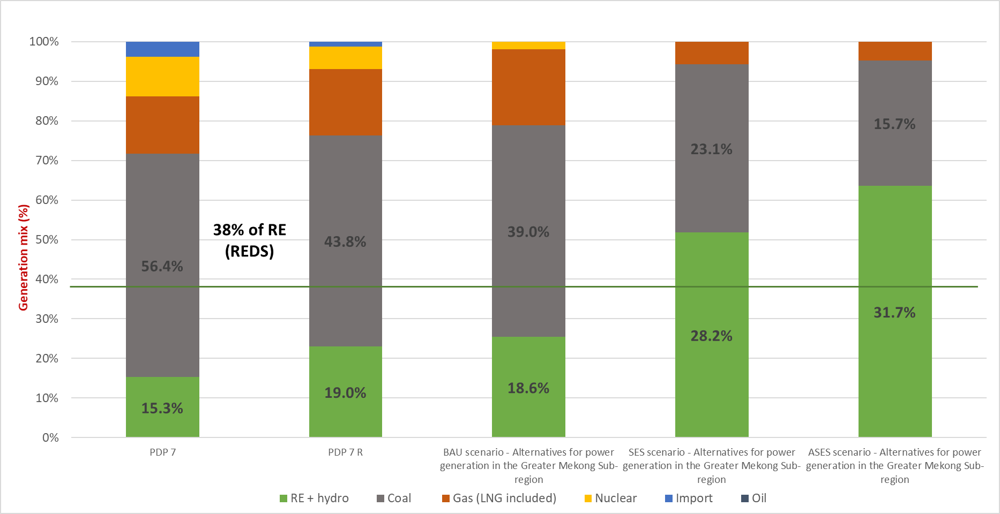 Generation mix (%)
100%
90%
80%
70%
60%
50%
40%
30%
20%
10%
0%
38% of RE
(REDS)
56.4%
15.3%
43.8%
19.0%
39.0%
18.6%
23.1%
28.2%
15.7%
31.7%
PDP 7
PDP 7 R
BAU scenario - Alternatives for power
generation in the Greater Mekong Sub-
region
SES scenario - Alternatives for power
generation in the Greater Mekong Sub-
region
ASES scenario - Alternatives for power
generation in the Greater Mekong Sub-
region
RE + hydro
Coal
Gas (LNG included)
Nuclear
Import
Oil